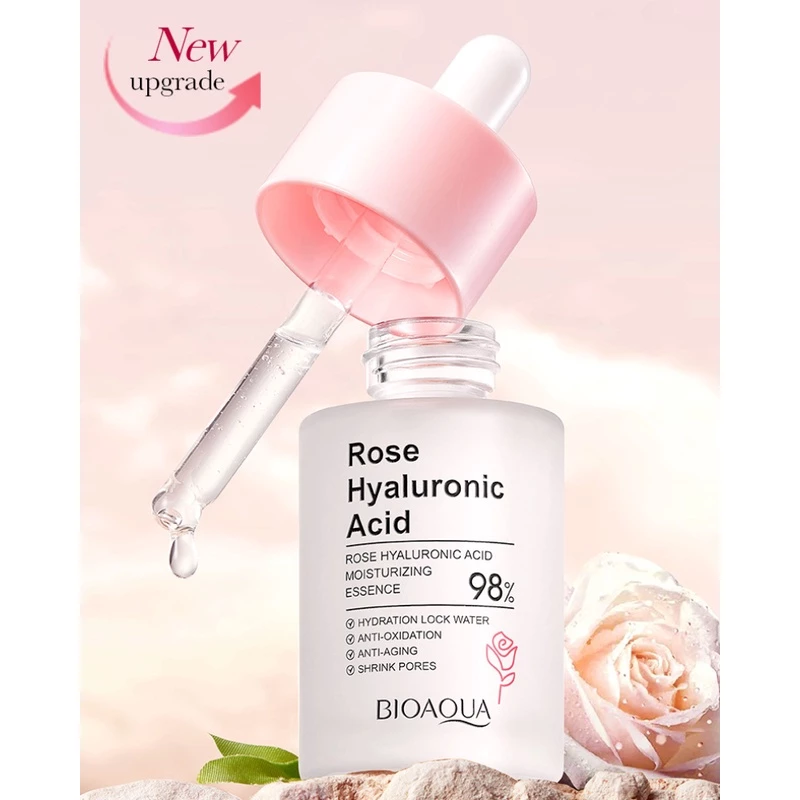 New
upgrade
Rose
Hyaluronic
Acid
ROSE HYALURONIC ACID
MOISTURIZING
ESSENCE 98%
HYDRATION LOCK WATER
ANTI-OXIDATION
ANTI-AGING
SHRINK PORES
BIOAQUA